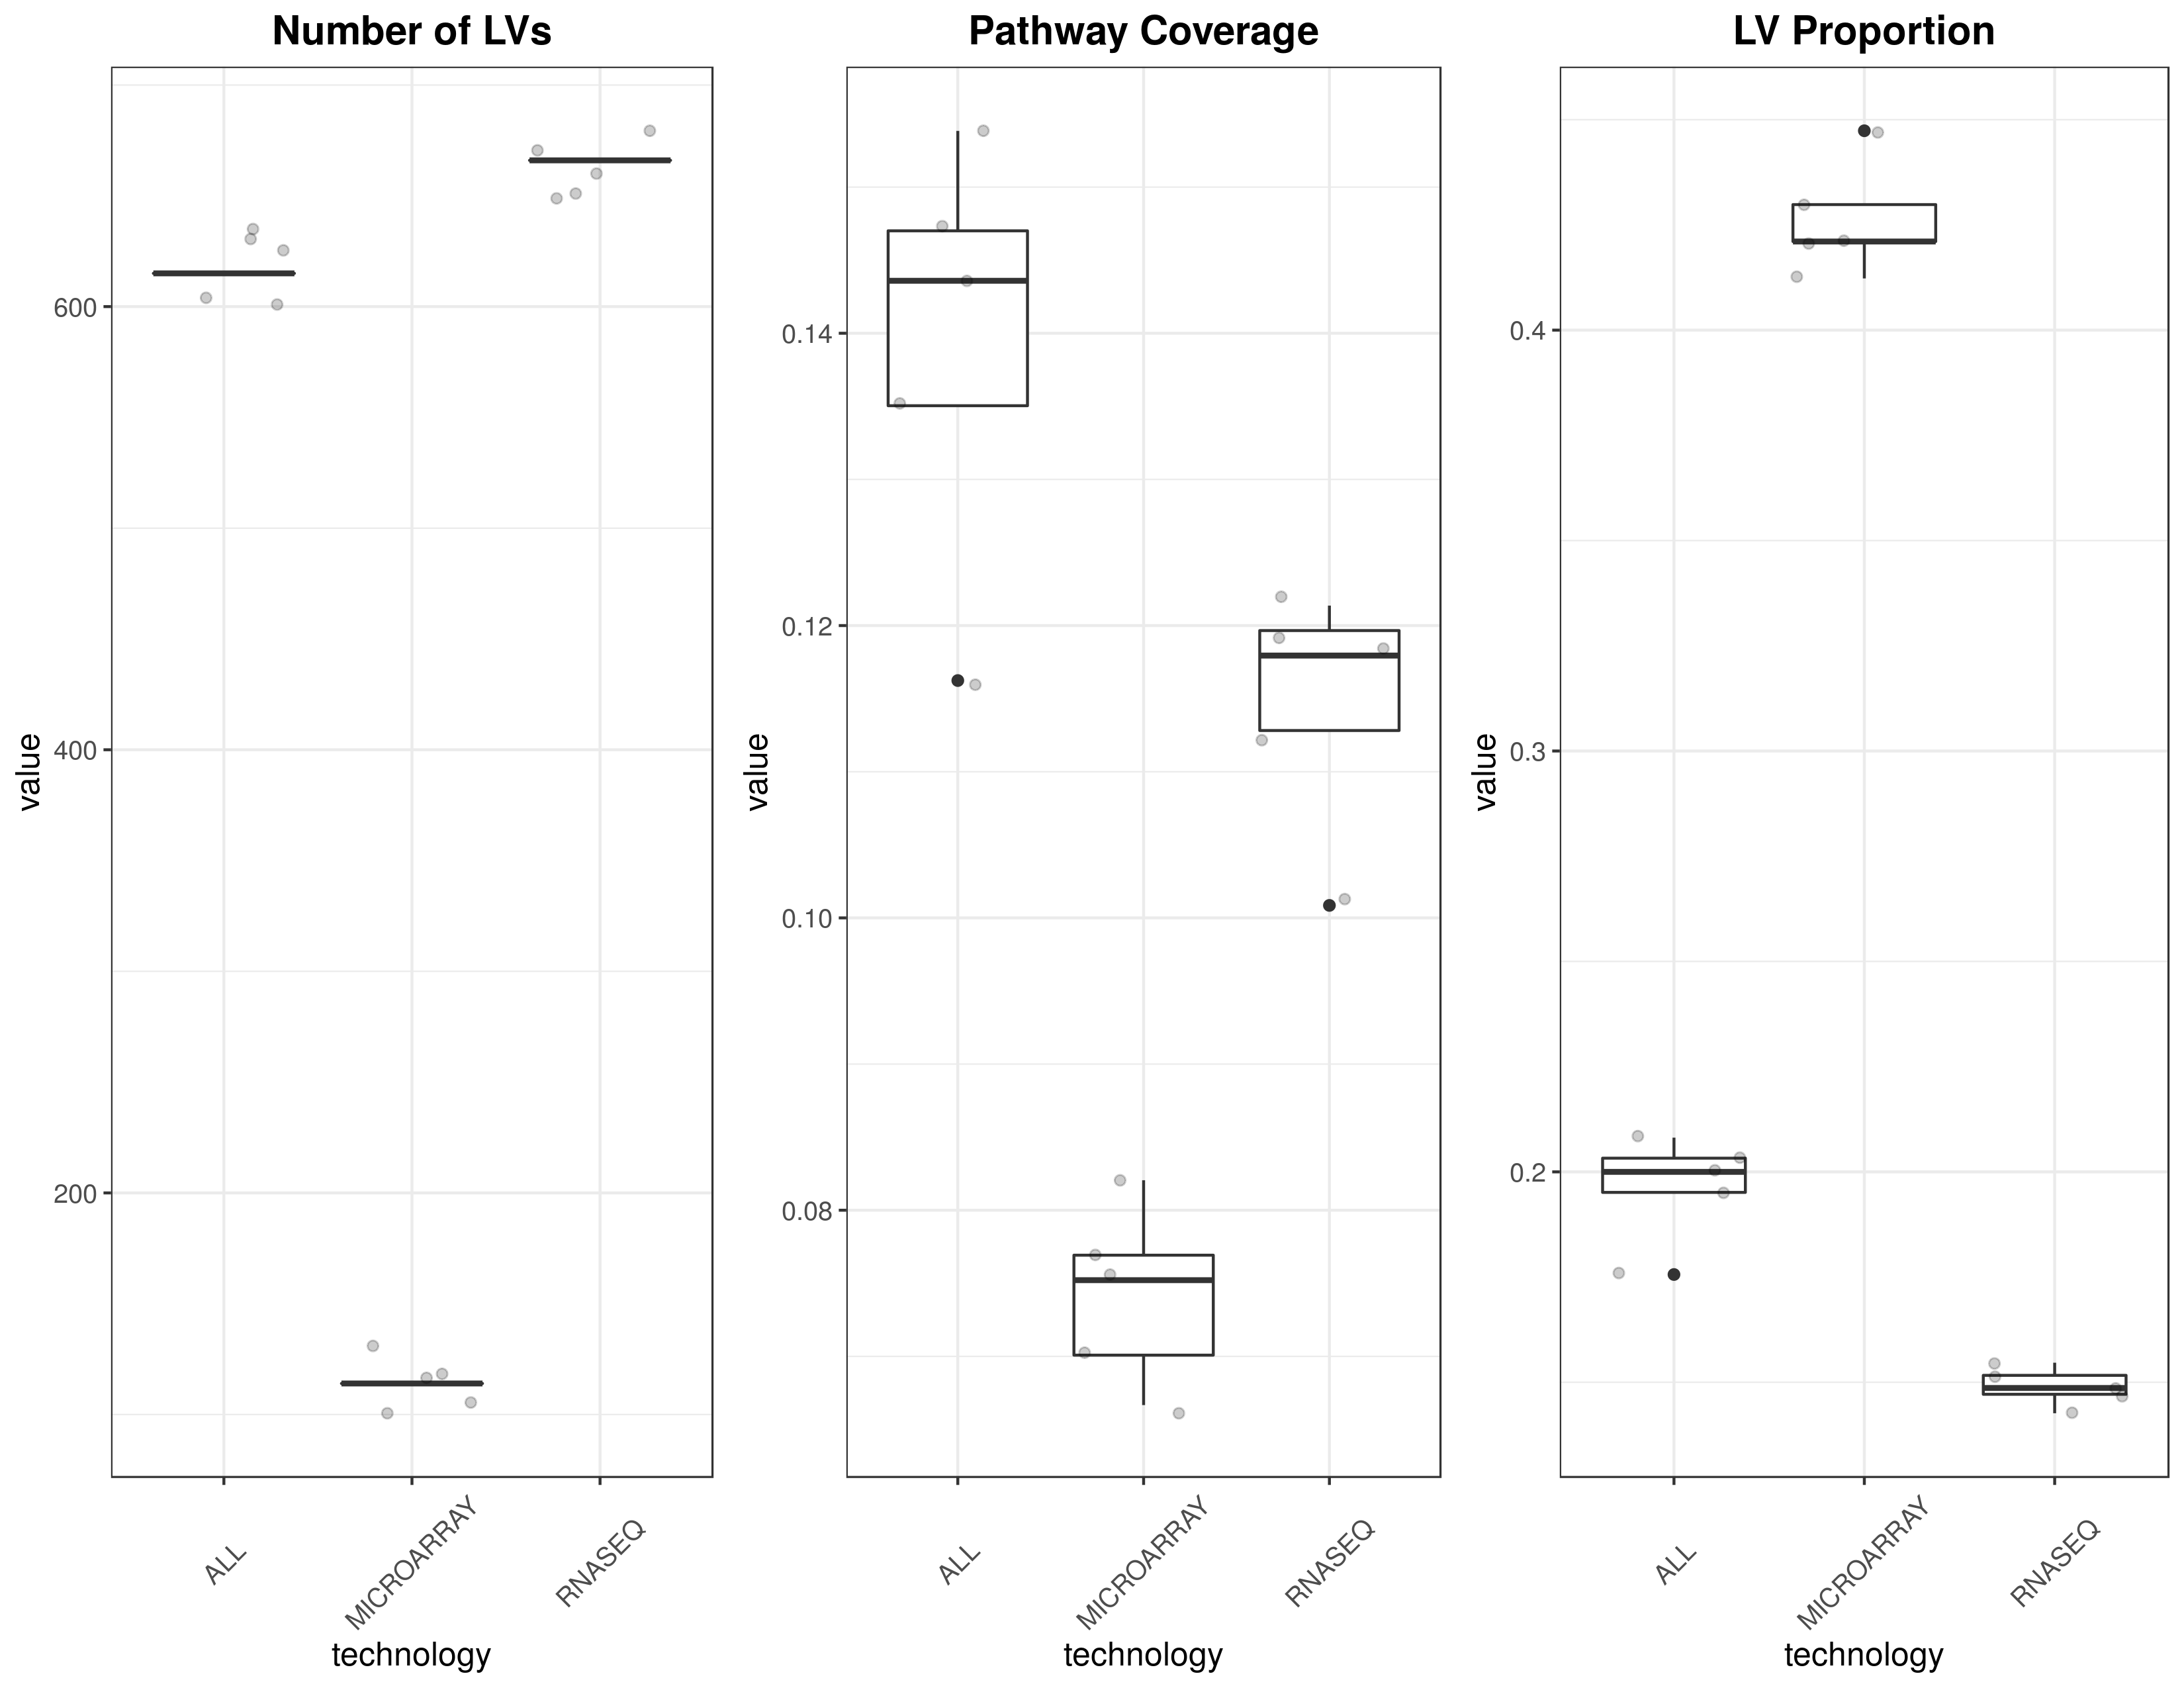 Number of LVs
value
600
400
200
ALL
MICROARRAY
RNASEQ
technology
Pathway Coverage
value
0.14
0.12
0.10
0.08
ALL
MICROARRAY
RNASEQ
technology
LV Proportion
value
0.4
0.3
0.2
ALL
MICROARRAY
RNASEQ
technology